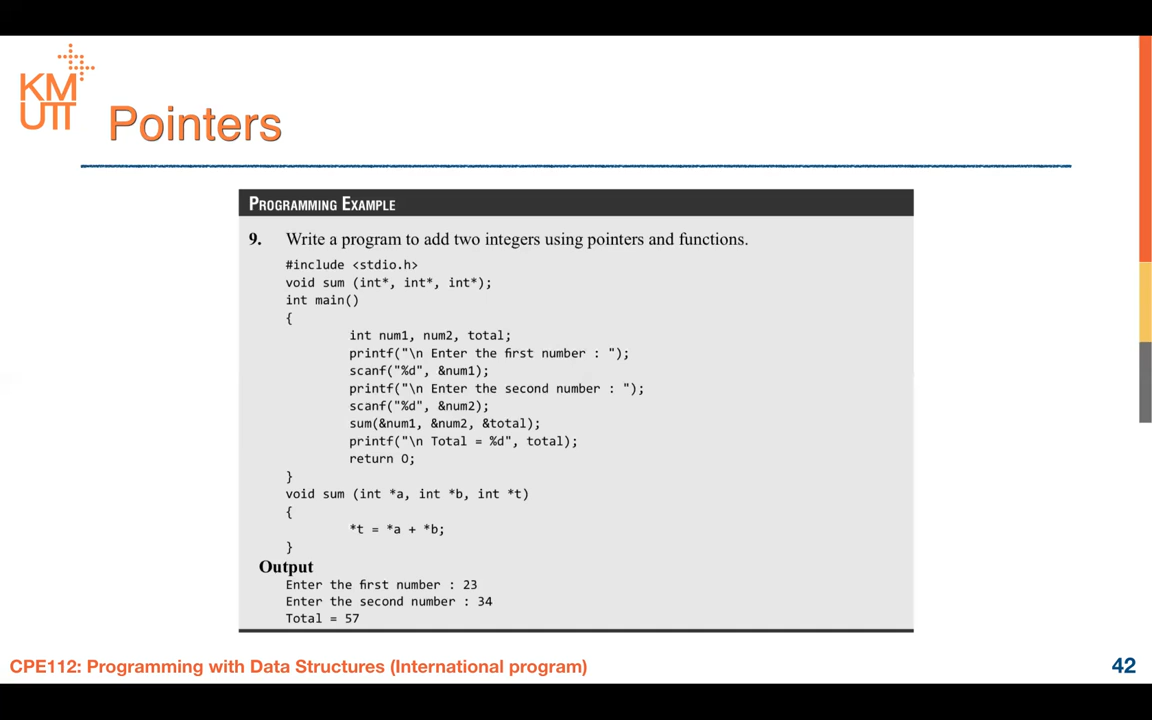 KM
UTT
Pointers
PROGRAMMING EXAMPLE
9. Write a program to add two integers using pointers and functions.
#include <stdio.h>
void sum (int*, int*, int*);
int main()
{
int num1, num2, total;
printf("\n Enter the first number : ");
scanf("%d", &num1);
printf("\n Enter the second number : ");
scanf("%d", &num2);
sum(&num1, &num2, &total);
printf("\n Total = %d", total);
return 0;
}
void sum (int *a, int *b, int *t)
{
*t = *a + *b;
}
Output
Enter the first number : 23
Enter the second number : 34
Total = 57
CPE112: Programming with Data Structures (International program)
42